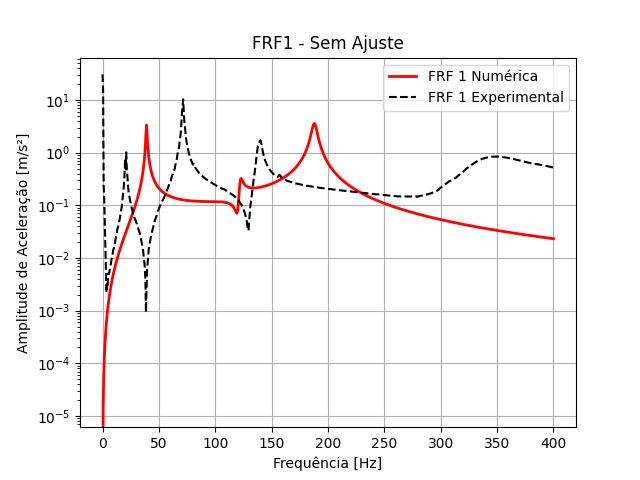 FRF1 - Sem Ajuste
FRF 1 Numérica
FRF 1 Experimental
Amplitude de Aceleração [m/s²]
10¹
10⁰
10⁻¹
10⁻²
10⁻³
10⁻⁴
10⁻⁵
0 50 100 150 200 250 300 350 400
Frequência [Hz]